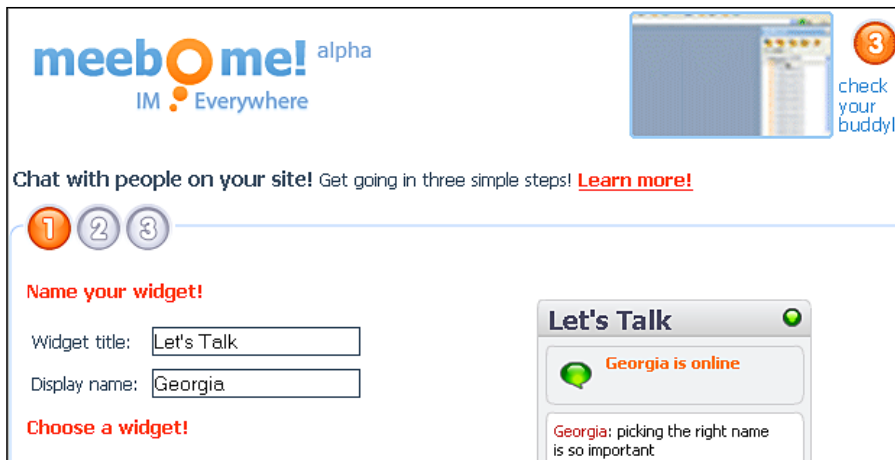 meebo me! alpha
IM Everywhere
3
check
your
Chat with people on your site! Get going in three simple steps! Learn more!
1 2 3
Name your widget!
Widget title: Let's Talk
Display name: Georgia
Choose a widget!
Let's Talk
Georgia is online
Georgia: picking the right name
is so important